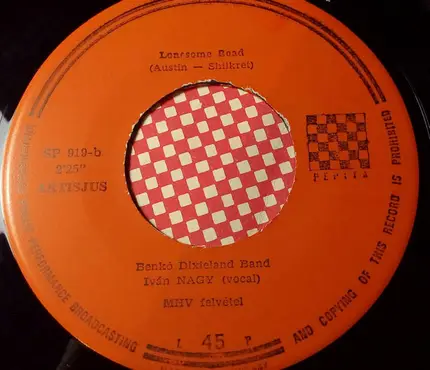 Lonesome Road
(Austin — Shilkret)
SP 919-b
2'25"
ARTISJUS
PEPITA
Benkó Dixieland Band
Iván NAGY (vocal)
MHV felvétel
L 45 P
PERFORMANCE BROADCASTING
AND COPYING OF THIS RECORD IS PROHIBITED